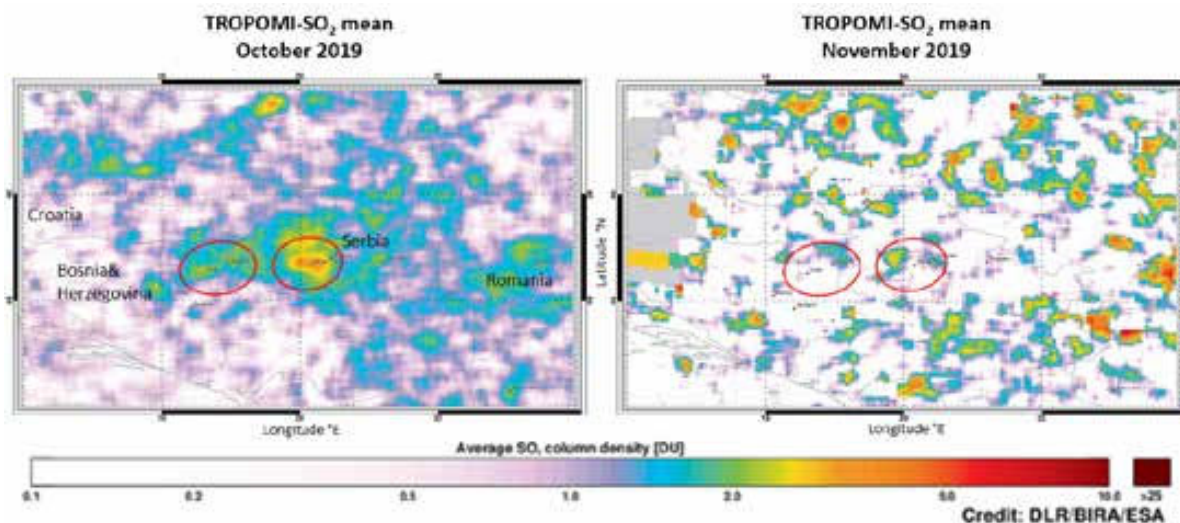 TROPOMI-SO₂ mean
October 2019
TROPOMI-SO₂ mean
November 2019
Croatia
Bosnia&
Herzegovina
Serbia
Romania
Longitude °E
Latitude °N
Longitude °E
Average SO₂ column density [DU]
0.1 0.2 0.5 1.0 2.0 5.0 10.0 >25
Credit: DLR/BIRA/ESA